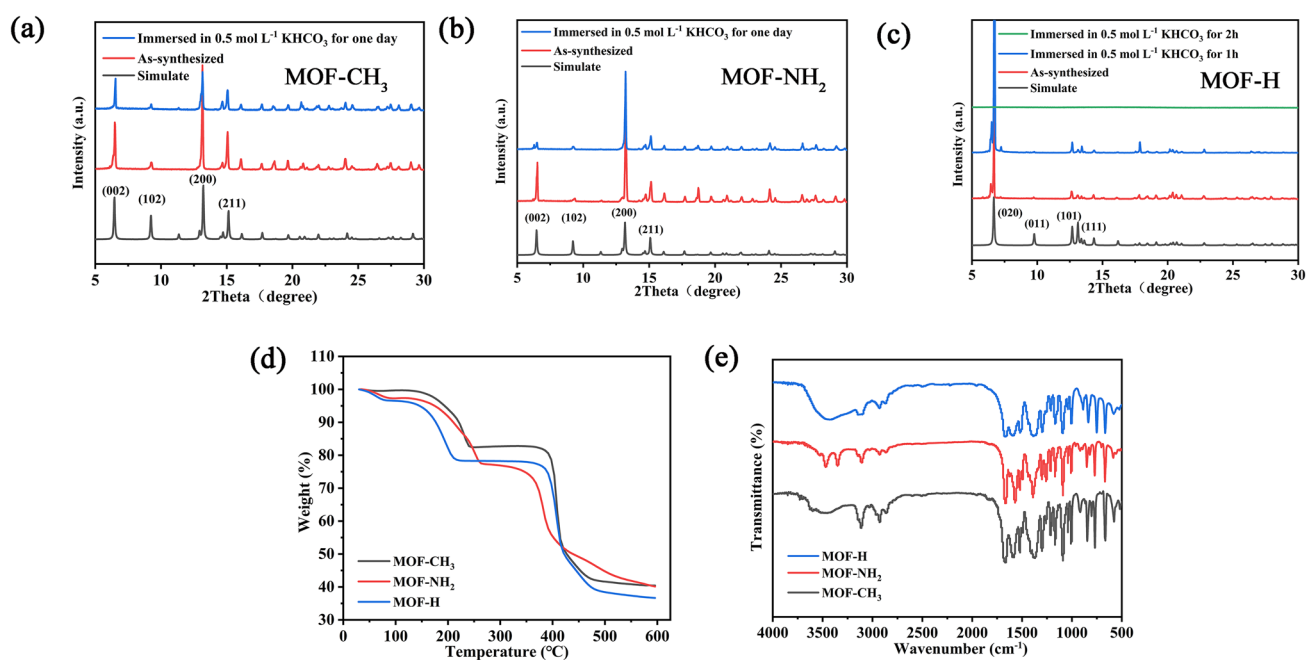 (a)
Immersed in 0.5 mol L⁻¹ KHCO₃ for one day
As-synthesized
Simulate
MOF-CH₃
(002)
(102)
(200)
(211)
Intensity (a.u.)
5 10 15 20 25 30
2Theta（degree）
(b)
Immersed in 0.5 mol L⁻¹ KHCO₃ for one day
As-synthesized
Simulate
MOF-NH₂
(002)
(102)
(200)
(211)
Intensity (a.u.)
5 10 15 20 25 30
2Theta（degree）
(c)
Immersed in 0.5 mol L⁻¹ KHCO₃ for 2h
Immersed in 0.5 mol L⁻¹ KHCO₃ for 1h
As-synthesized
Simulate
MOF-H
(020)
(011)
(101)
(111)
Intensity (a.u.)
5 10 15 20 25 30
2Theta（degree）
(d)
110
100
90
80
70
60
50
40
30
Weight (%)
MOF-CH₃
MOF-NH₂
MOF-H
0 100 200 300 400 500 600
Temperature (℃)
(e)
Transmittance (%)
MOF-H
MOF-NH₂
MOF-CH₃
4000 3500 3000 2500 2000 1500 1000 500
Wavenumber (cm⁻¹)